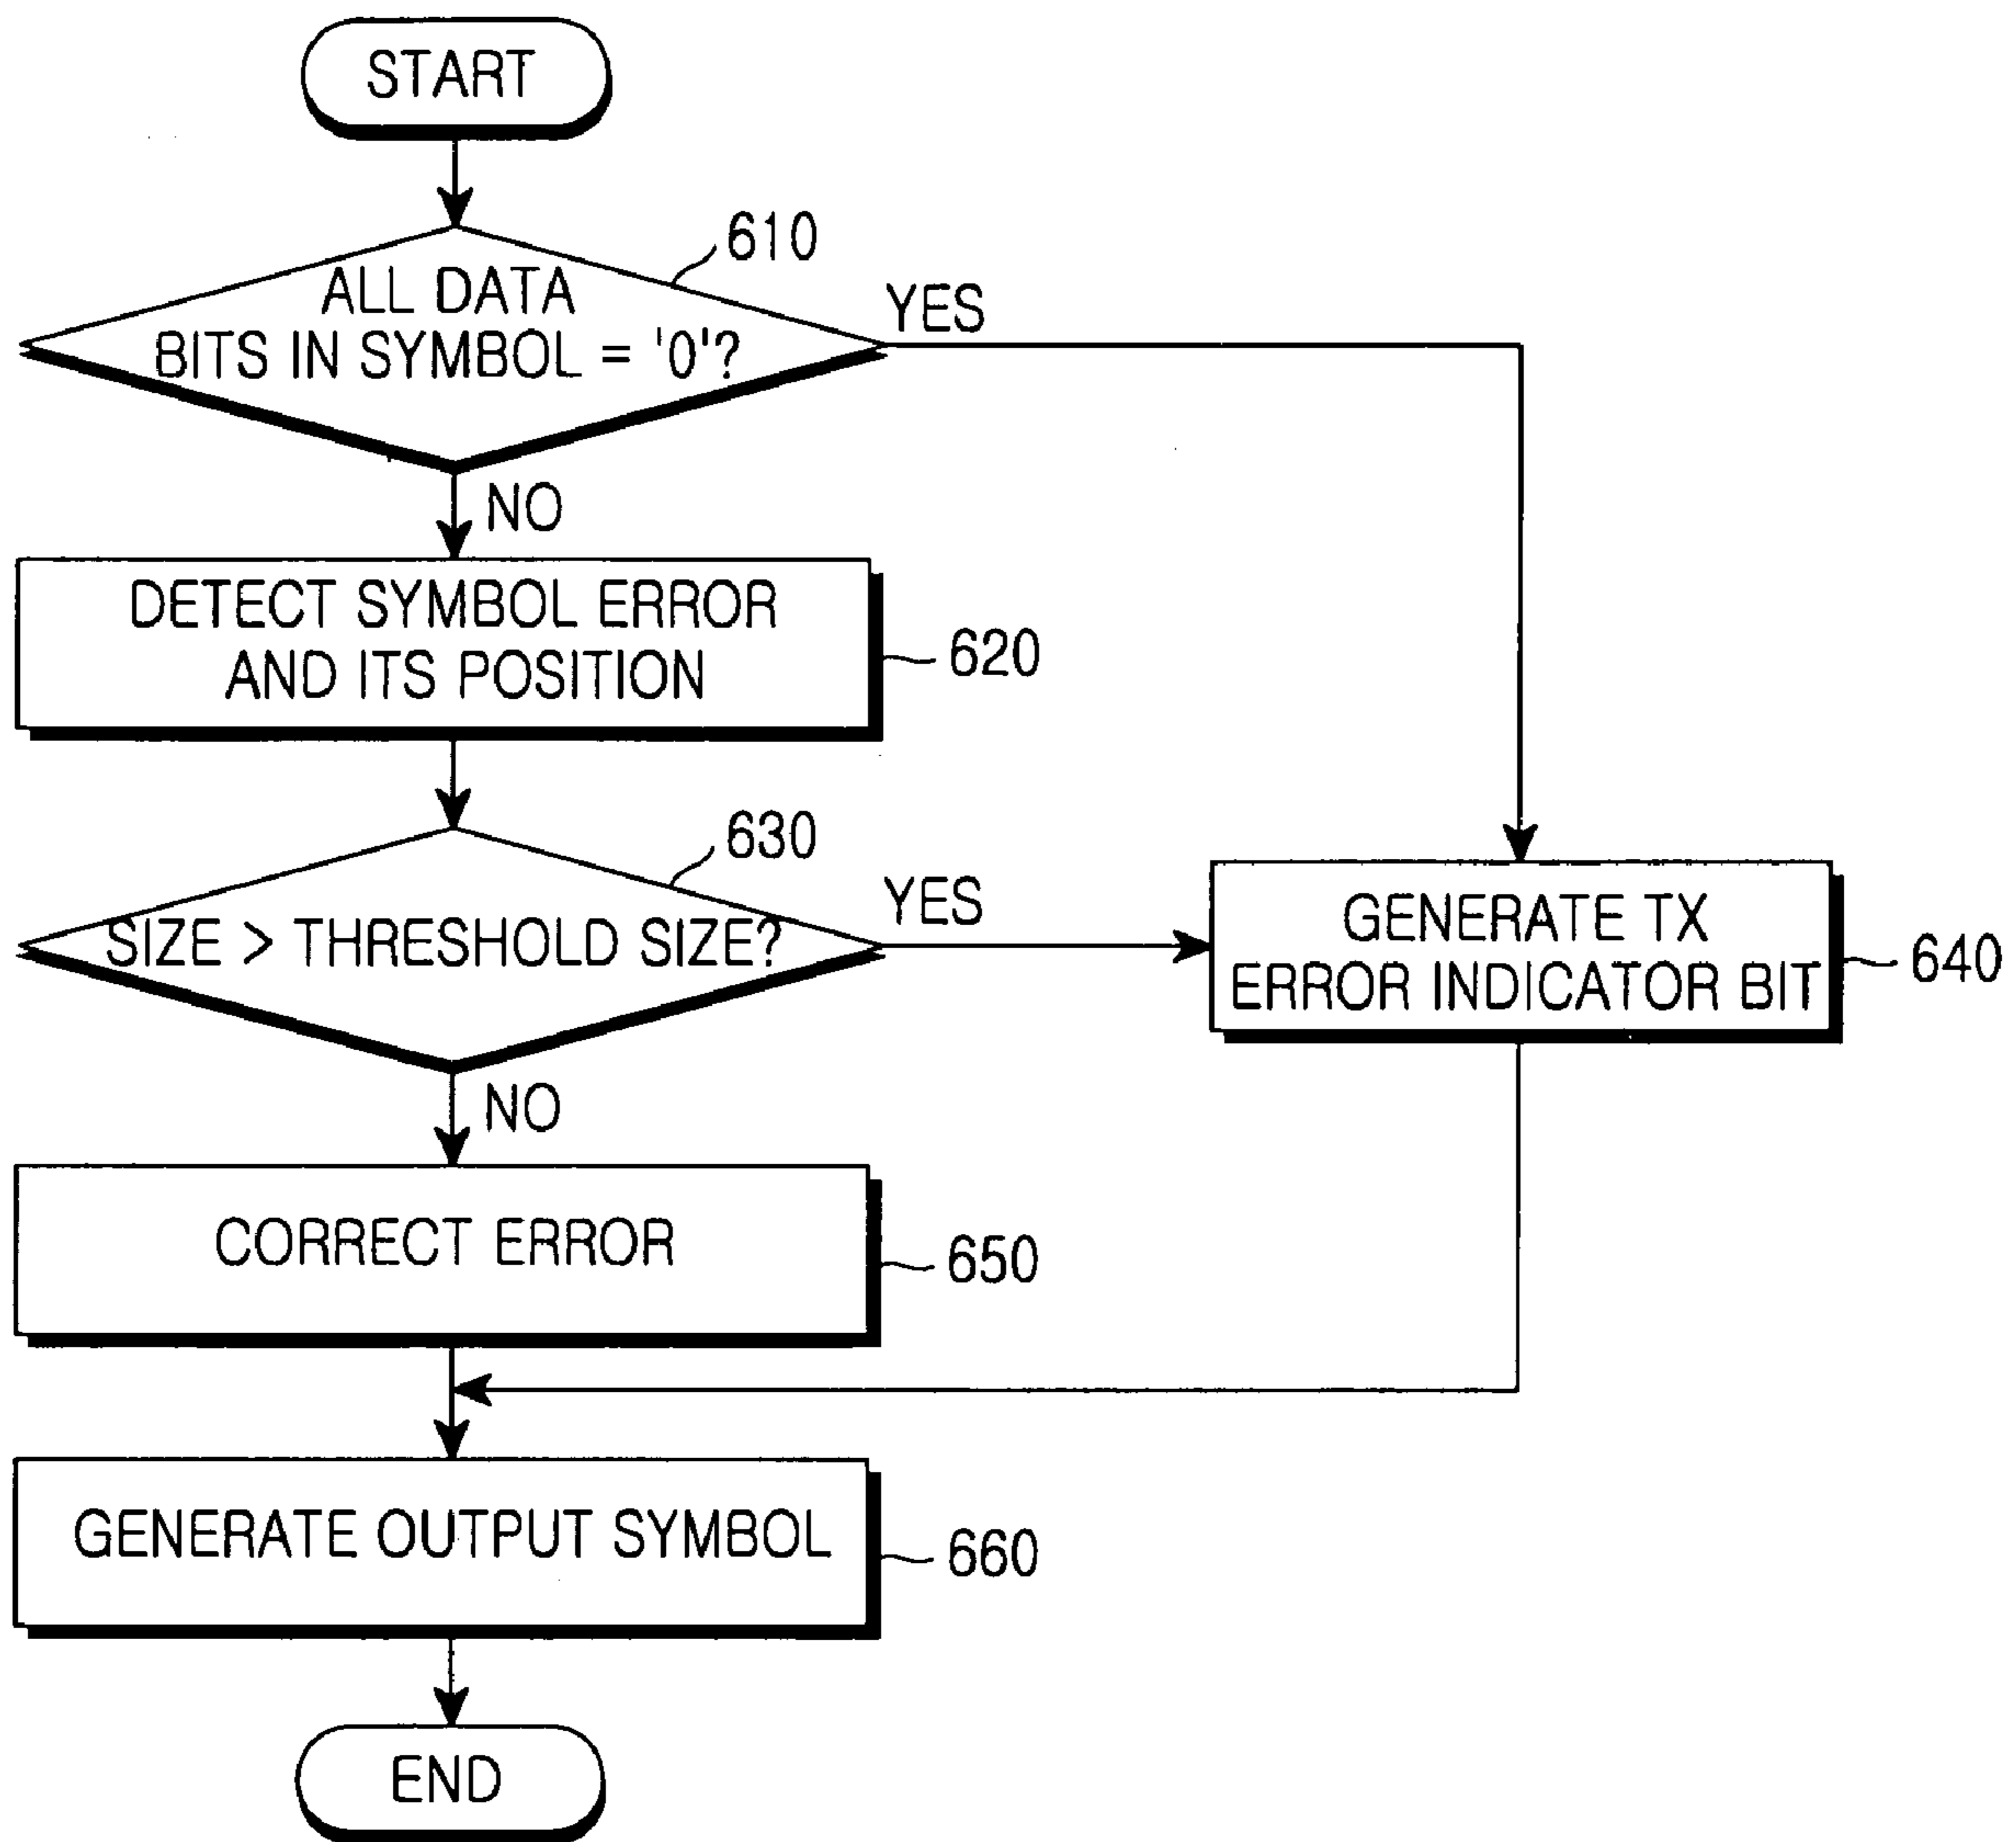 START
610
ALL DATA
BITS IN SYMBOL = '0'?
YES
NO
DETECT SYMBOL ERROR
AND ITS POSITION
620
630
SIZE > THRESHOLD SIZE?
YES
GENERATE TX
ERROR INDICATOR BIT
640
NO
CORRECT ERROR
650
GENERATE OUTPUT SYMBOL
660
END